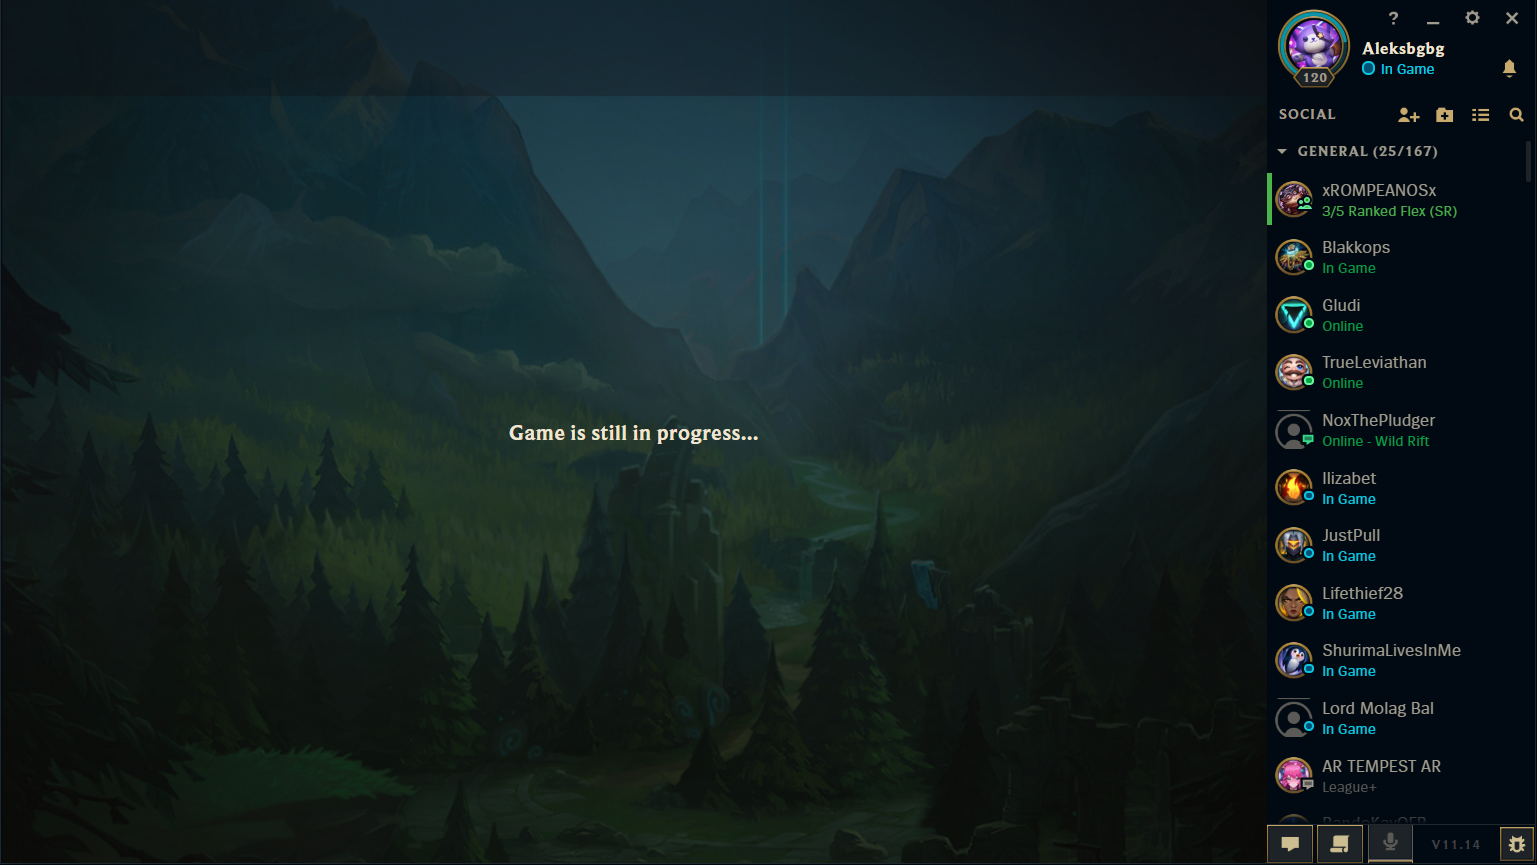 ?
Aleksbgbg
In Game
120
SOCIAL
GENERAL (25/167)
xROMPEANOSx
3/5 Ranked Flex (SR)
Blakkops
In Game
Gludi
Online
TrueLeviathan
Online
NoxThePludger
Online - Wild Rift
Game is still in progress...
Ilizabet
In Game
JustPull
In Game
Lifethief28
In Game
ShurimaLivesInMe
In Game
Lord Molag Bal
In Game
AR TEMPEST AR
League+
V11.14